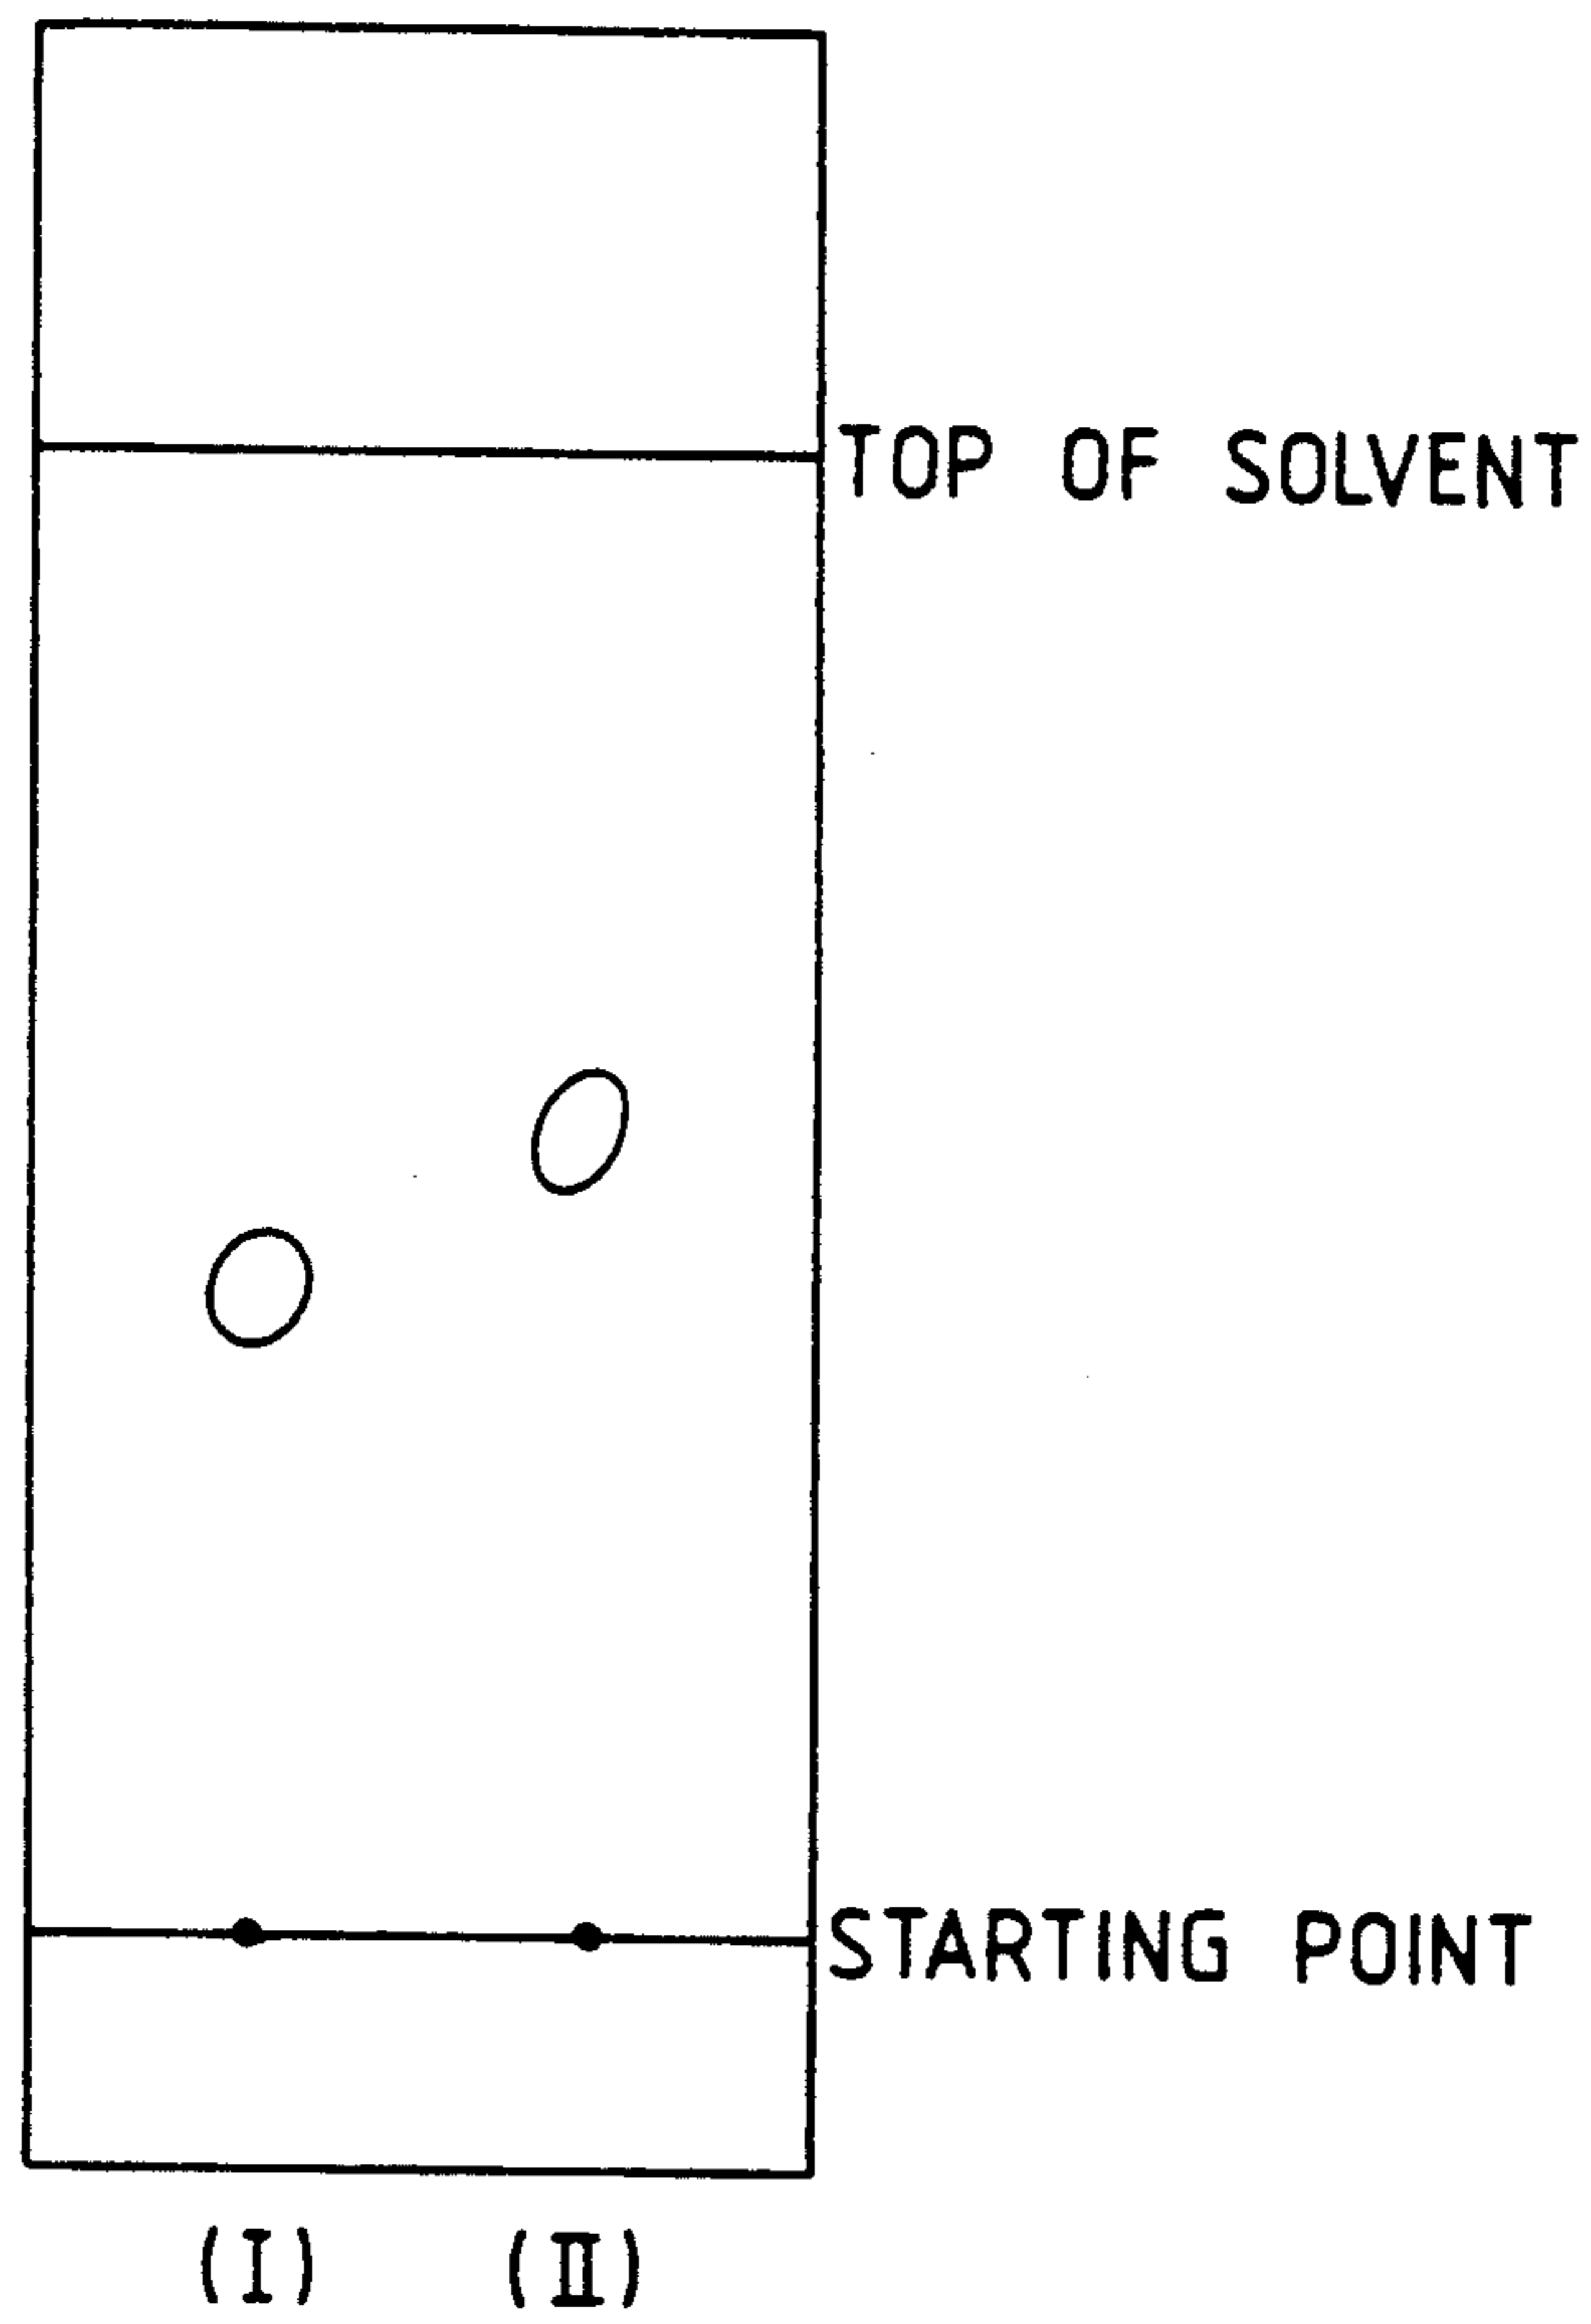 TOP OF SOLVENT
STARTING POINT
(I) (II)